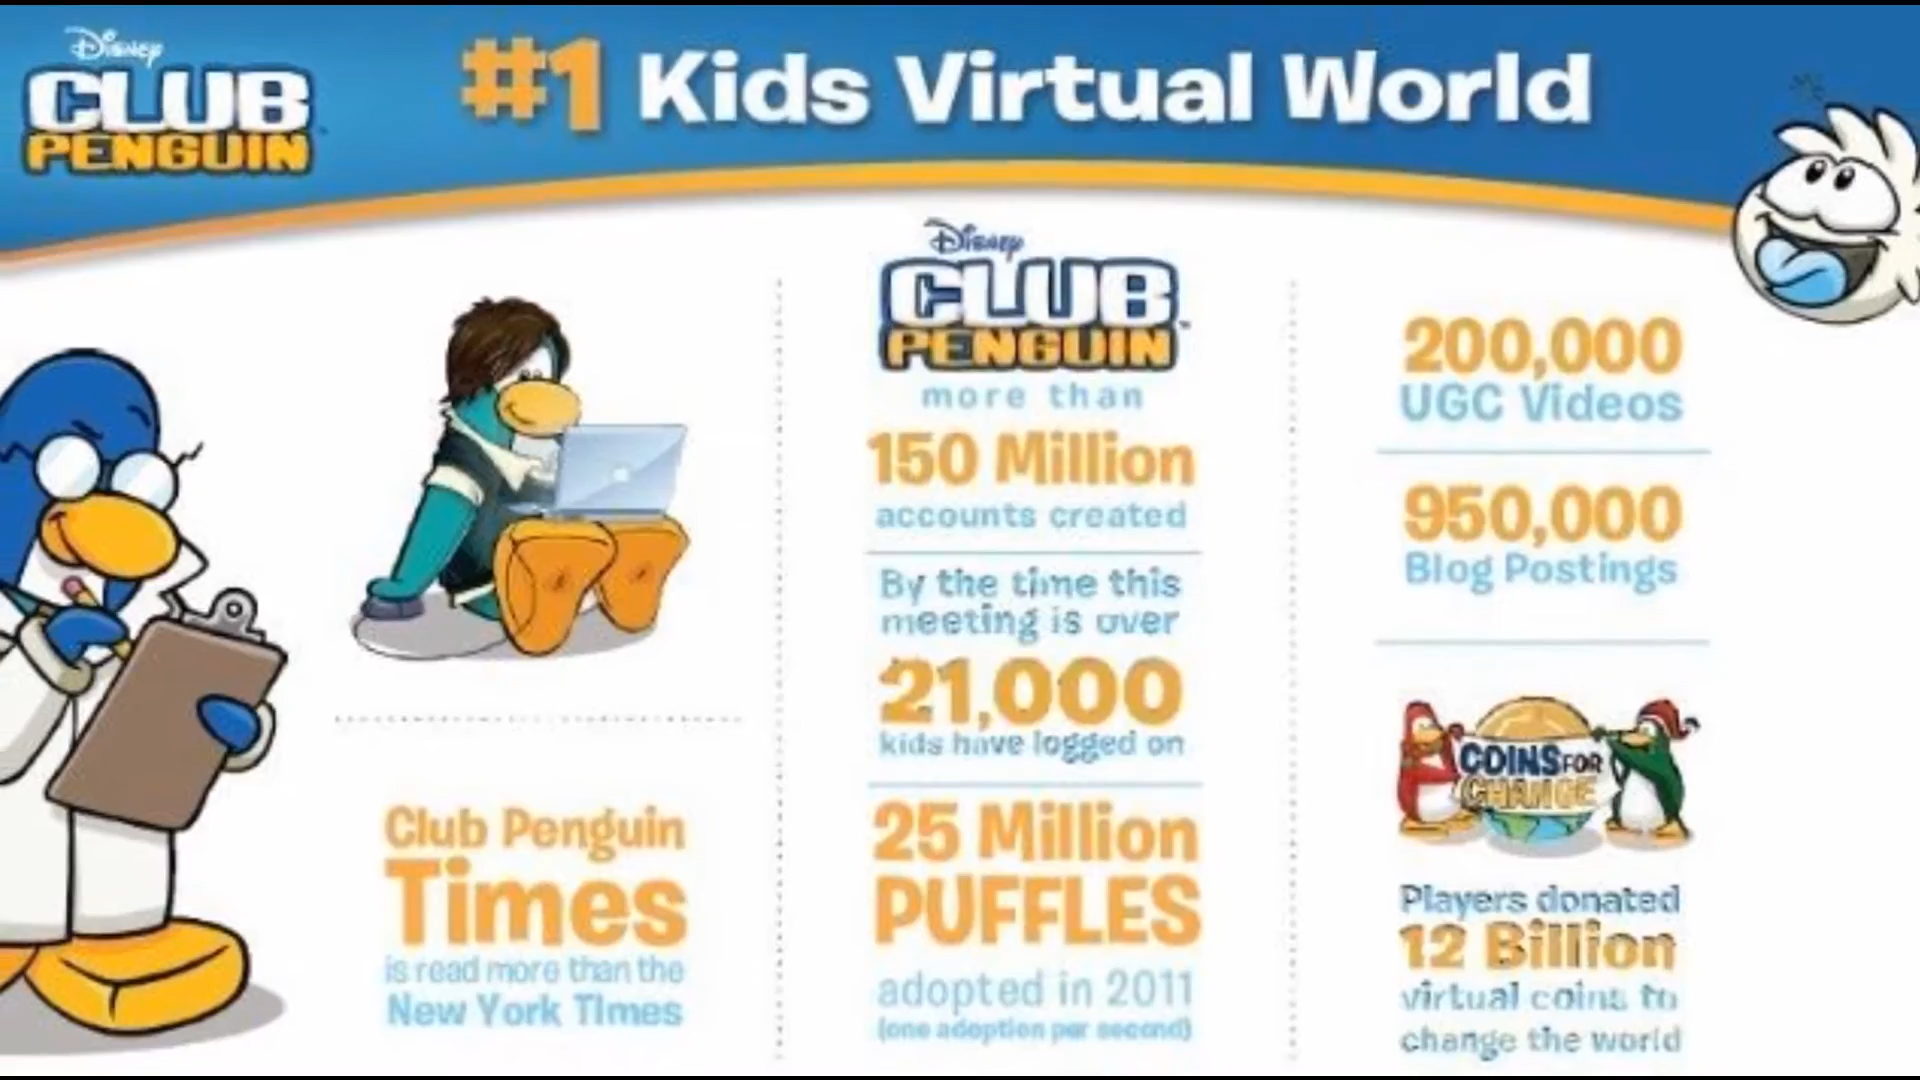 Disney
CLUB
PENGUIN
#1 Kids Virtual World
Club Penguin
Times
is read more than the
New York Times
Disney
CLUB
PENGUIN
more than
150 Million
accounts created
By the time this
meeting is over
21,000
kids have logged on
25 Million
PUFFLES
adopted in 2011
(one adoption per second)
200,000
UGC Videos
950,000
Blog Postings
COINS FOR
CHANGE
Players donated
12 Billion
virtual coins to
change the world